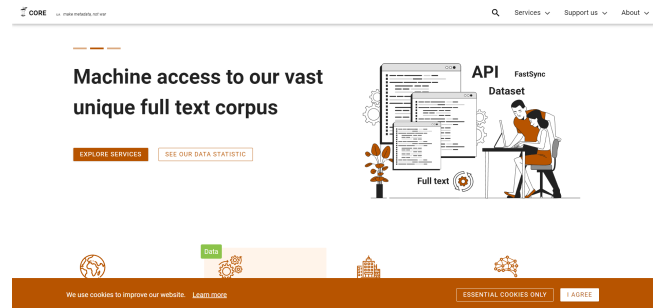 CORE
make metadata, not war
Services
Support us
About
Machine access to our vast
unique full text corpus
EXPLORE SERVICES
SEE OUR DATA STATISTIC
API
FastSync
Dataset
Full text
Data
We use cookies to improve our website. Learn more
ESSENTIAL COOKIES ONLY
I AGREE